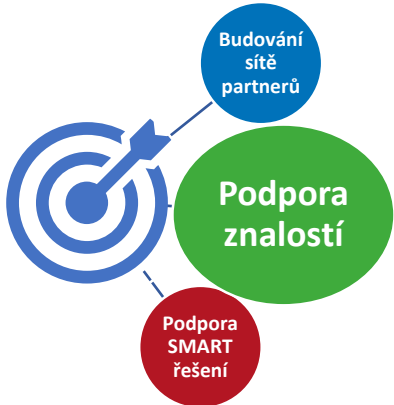 Budování
sítě
partnerů
Podpora
znalostí
Podpora
SMART
řešení